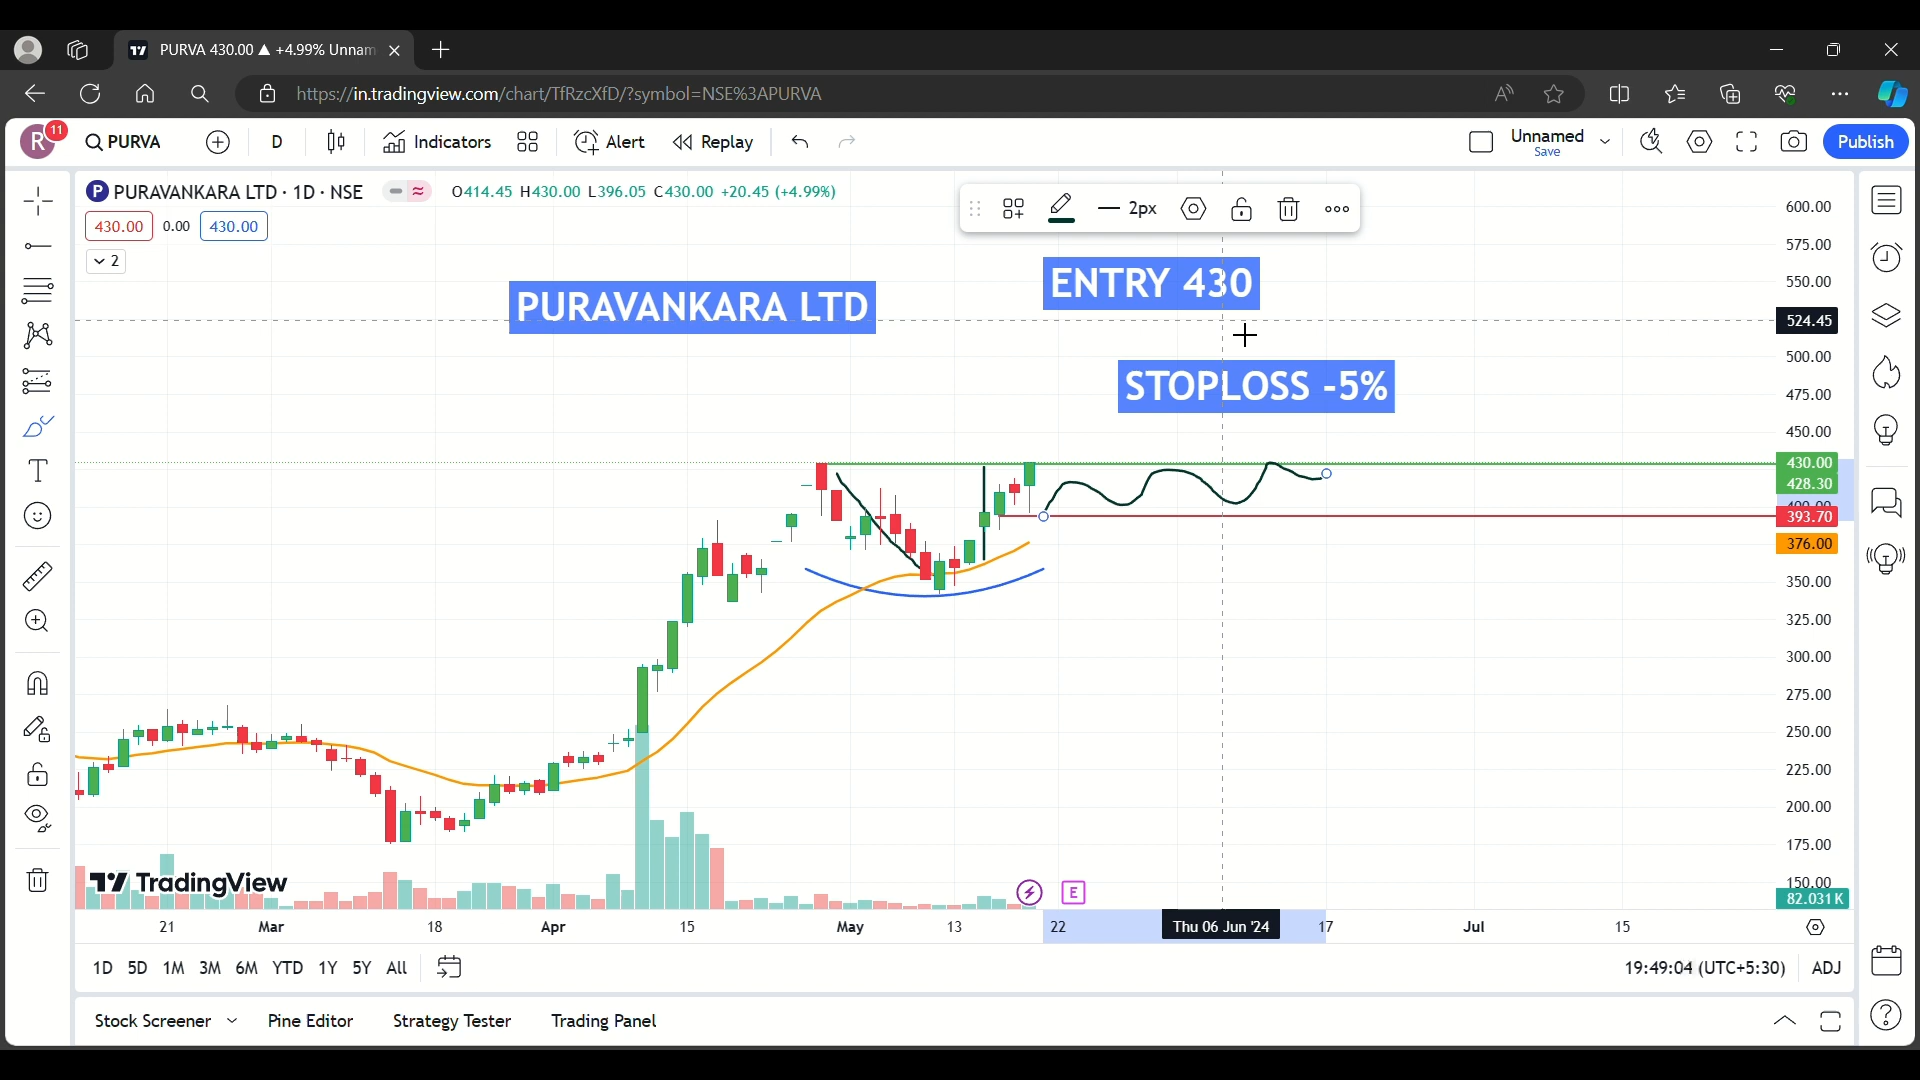 PURVA 430.00 ▲ +4.99% Unnam
https://in.tradingview.com/chart/TfRzcXfD/?symbol=NSE%3APURVA
R 11 PURVA D Indicators Alert Replay Unnamed Save Publish
P PURAVANKARA LTD · 1D · NSE O414.45 H430.00 L396.05 C430.00 +20.45 (+4.99%)
2px
430.00 0.00 430.00
2
PURAVANKARA LTD
ENTRY 430
STOPLOSS -5%
600.00
575.00
550.00
524.45
500.00
475.00
450.00
430.00
428.30
393.70
376.00
350.00
325.00
300.00
275.00
250.00
225.00
200.00
175.00
150.00
82.031K
TradingView
E
21 Mar 18 Apr 15 May 13 22 Thu 06 Jun '24 17 Jul 15
1D 5D 1M 3M 6M YTD 1Y 5Y All 19:49:04 (UTC+5:30) ADJ
Stock Screener Pine Editor Strategy Tester Trading Panel